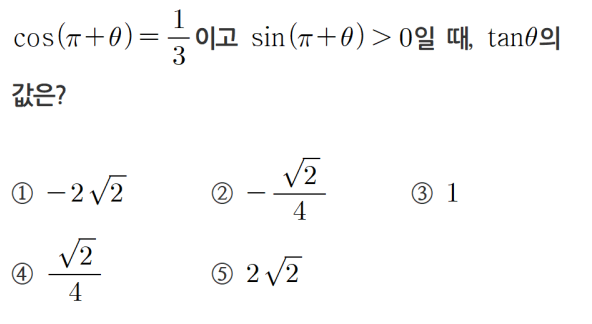 cos(π+θ)=1/3 이고 sin(π+θ)>0일 때, tanθ의
값은?
① −2√2 ② −√2/4 ③ 1
④ √2/4 ⑤ 2√2